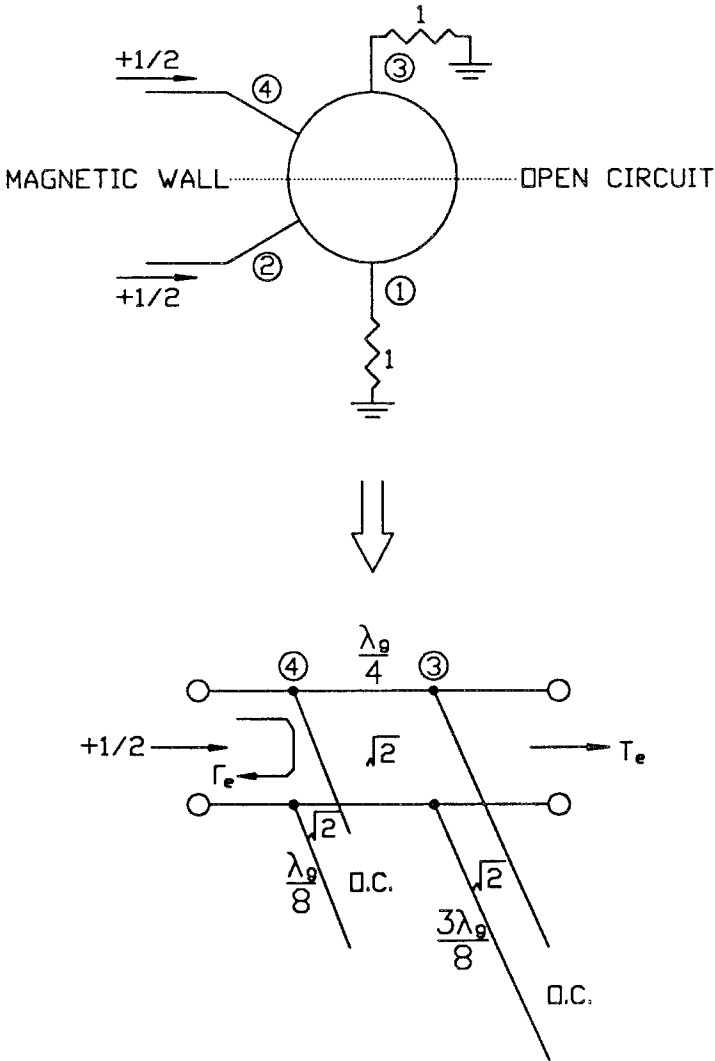 1
+1/2
④
③
MAGNETIC WALL
OPEN CIRCUIT
②
+1/2
①
1
λg/4
④
③
+1/2
√2
Te
Γe
√2
λg/8
O.C.
√2
3λg/8
O.C.